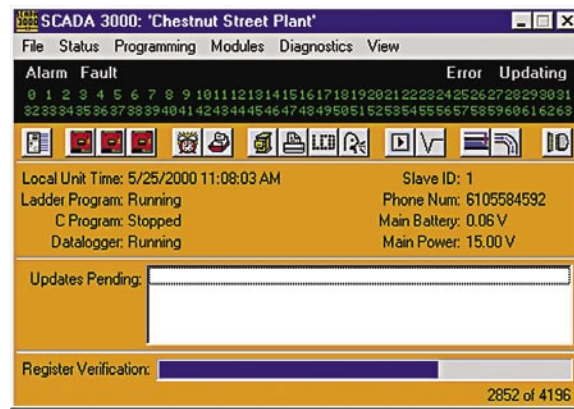 SCADA 3000: 'Chestnut Street Plant'
File Status Programming Modules Diagnostics View
Alarm Fault Error Updating
0 1 2 3 4 5 6 7 8 9 10 11 12 13 14 15 16 17 18 19 20 21 22 23 24 25 26 27 28 29 30 31
32 33 34 35 36 37 38 39 40 41 42 43 44 45 46 47 48 49 50 51 52 53 54 55 56 57 58 59 60 61 62 63
LCD
Local Unit Time: 5/25/2000 11:08:03 AM Slave ID: 1
Ladder Program: Running Phone Num: 6105584592
C Program: Stopped Main Battery: 0.06 V
Datalogger: Running Main Power: 15.00 V
Updates Pending:
Register Verification:
2852 of 4196